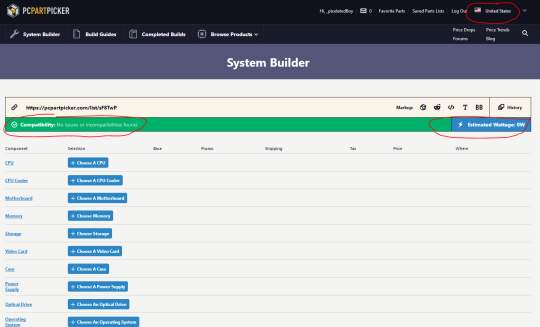 PCPARTPICKER
Hi, _pixelatedBoy 0 Favorite Parts Saved Parts Lists Log Out United States
System Builder Build Guides Completed Builds Browse Products Price Drops Price Trends
Forums Blog
System Builder
https://pcpartpicker.com/list/sF8TwP Markup T BB History
Compatibility: No issues or incompatibilities found. Estimated Wattage: 0W
Component Selection Base Promo Shipping Tax Price Where
CPU + Choose A CPU
CPU Cooler + Choose A CPU Cooler
Motherboard + Choose A Motherboard
Memory + Choose Memory
Storage + Choose Storage
Video Card + Choose A Video Card
Case + Choose A Case
Power Supply + Choose A Power Supply
Optical Drive + Choose An Optical Drive
Operating System + Choose An Operating System